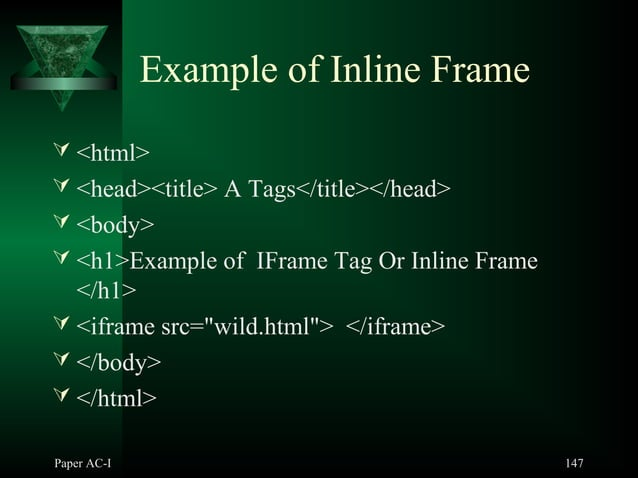 Example of Inline Frame
<html>
<head><title> A Tags</title></head>
<body>
<h1>Example of  IFrame Tag Or Inline Frame
</h1>
<iframe src="wild.html">  </iframe>
</body>
</html>
Paper AC-I
147